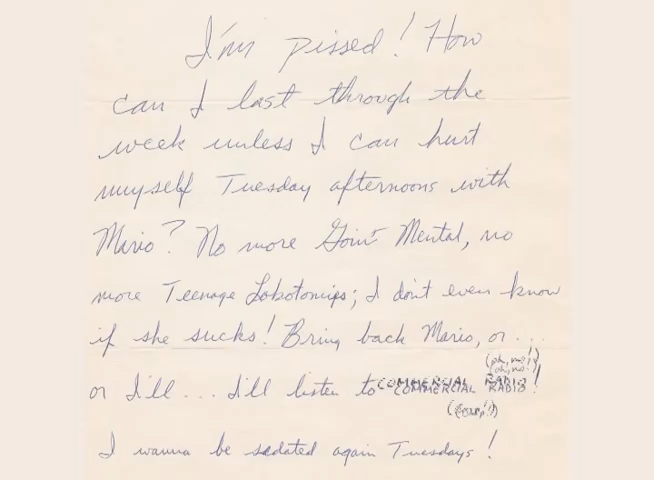 I'm pissed! How
can I last through the
week unless I can hurt
myself Tuesday afternoons with
Mario? No more Goin' Mental, no
more Teenage Lobotomies; I don't even know
if she sucks! Bring back Mario, or ...
(oh, no!)
or I'll... I'll listen to COMMERCIAL RADIO!
I wanna be sedated again Tuesdays!